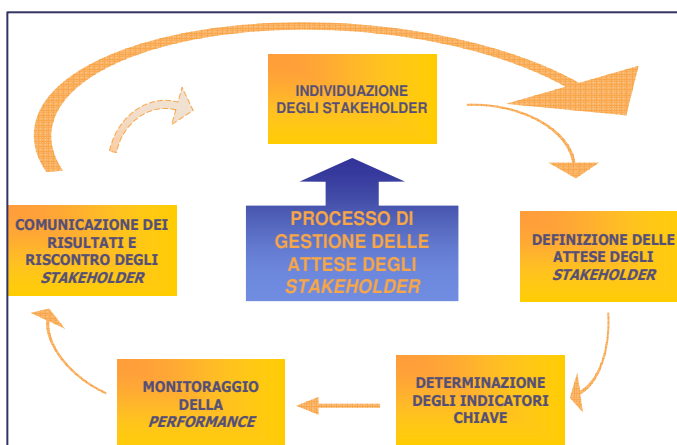 INDIVIDUAZIONE
DEGLI STAKEHOLDER
PROCESSO DI
GESTIONE DELLE
ATTESE DEGLI
STAKEHOLDER
DEFINIZIONE DELLE
ATTESE DEGLI
STAKEHOLDER
DETERMINAZIONE
DEGLI INDICATORI
CHIAVE
MONITORAGGIO
DELLA
PERFORMANCE
COMUNICAZIONE DEI
RISULTATI E
RISCONTRO DEGLI
STAKEHOLDER